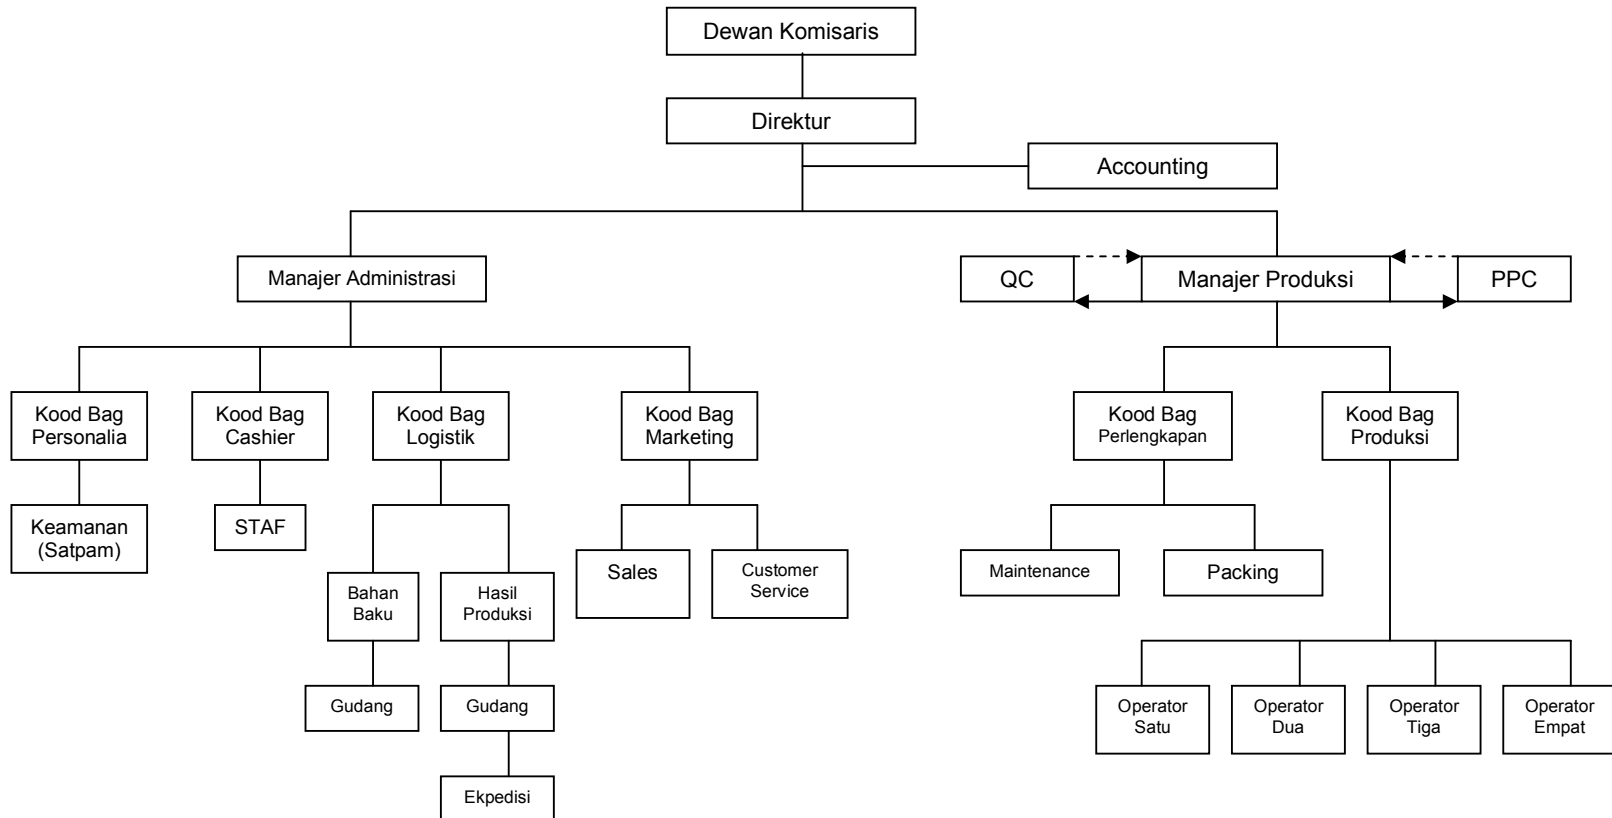 Dewan Komisaris
Direktur
Accounting
Manajer Administrasi
QC
Manajer Produksi
PPC
Kood Bag
Personalia
Kood Bag
Cashier
Kood Bag
Logistik
Kood Bag
Marketing
Kood Bag
Perlengkapan
Kood Bag
Produksi
Keamanan
(Satpam)
STAF
Bahan
Baku
Hasil
Produksi
Sales
Customer
Service
Maintenance
Packing
Gudang
Gudang
Operator
Satu
Operator
Dua
Operator
Tiga
Operator
Empat
Ekpedisi